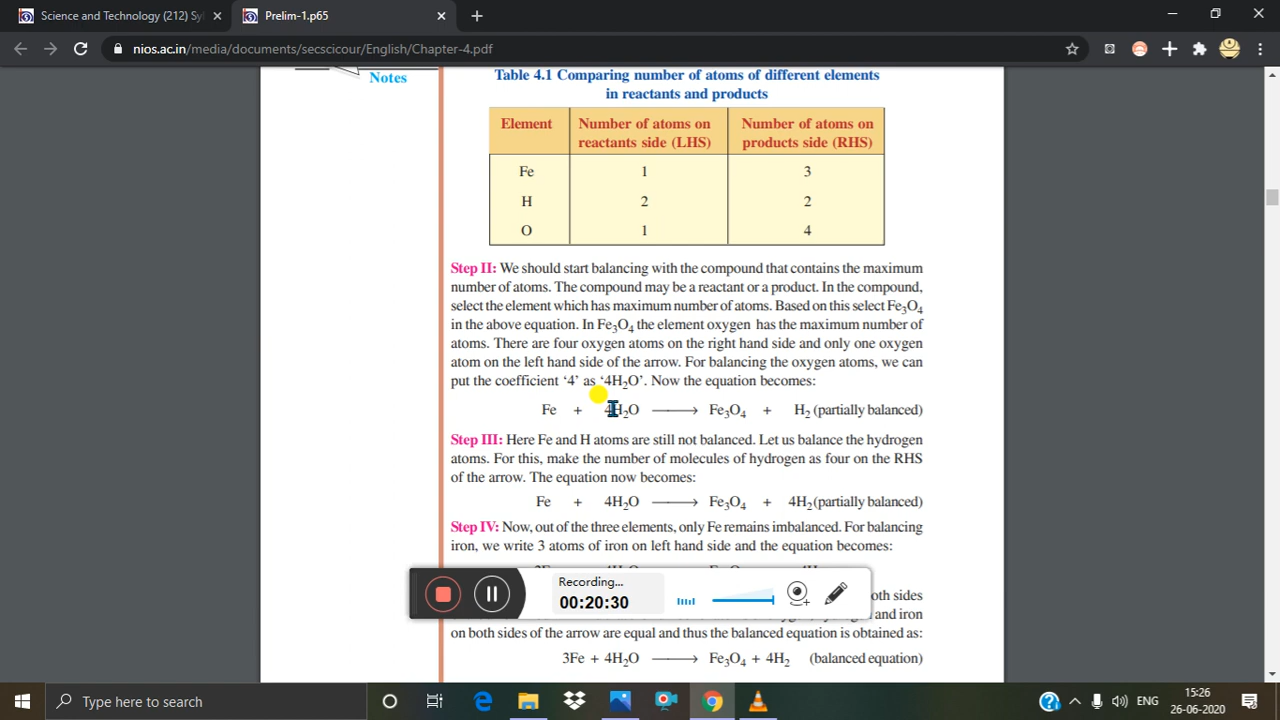 Science and Technology (212) Syl
Prelim-1.p65
nios.ac.in/media/documents/secscicour/English/Chapter-4.pdf
Notes
Table 4.1 Comparing number of atoms of different elements
in reactants and products
Element Number of atoms on reactants side (LHS) Number of atoms on products side (RHS)
Fe 1 3
H 2 2
O 1 4
Step II: We should start balancing with the compound that contains the maximum
number of atoms. The compound may be a reactant or a product. In the compound,
select the element which has maximum number of atoms. Based on this select Fe₃O₄
in the above equation. In Fe₃O₄ the element oxygen has the maximum number of
atoms. There are four oxygen atoms on the right hand side and only one oxygen
atom on the left hand side of the arrow. For balancing the oxygen atoms, we can
put the coefficient ‘4’ as ‘4H₂O’. Now the equation becomes:
Fe + 4H₂O ⟶ Fe₃O₄ + H₂ (partially balanced)
Step III: Here Fe and H atoms are still not balanced. Let us balance the hydrogen
atoms. For this, make the number of molecules of hydrogen as four on the RHS
of the arrow. The equation now becomes:
Fe + 4H₂O ⟶ Fe₃O₄ + 4H₂ (partially balanced)
Step IV: Now, out of the three elements, only Fe remains imbalanced. For balancing
iron, we write 3 atoms of iron on left hand side and the equation becomes:
Recording...
00:20:30
oth sides
and iron
on both sides of the arrow are equal and thus the balanced equation is obtained as:
3Fe + 4H₂O ⟶ Fe₃O₄ + 4H₂ (balanced equation)
Type here to search
ENG
15:26
26-06-2020